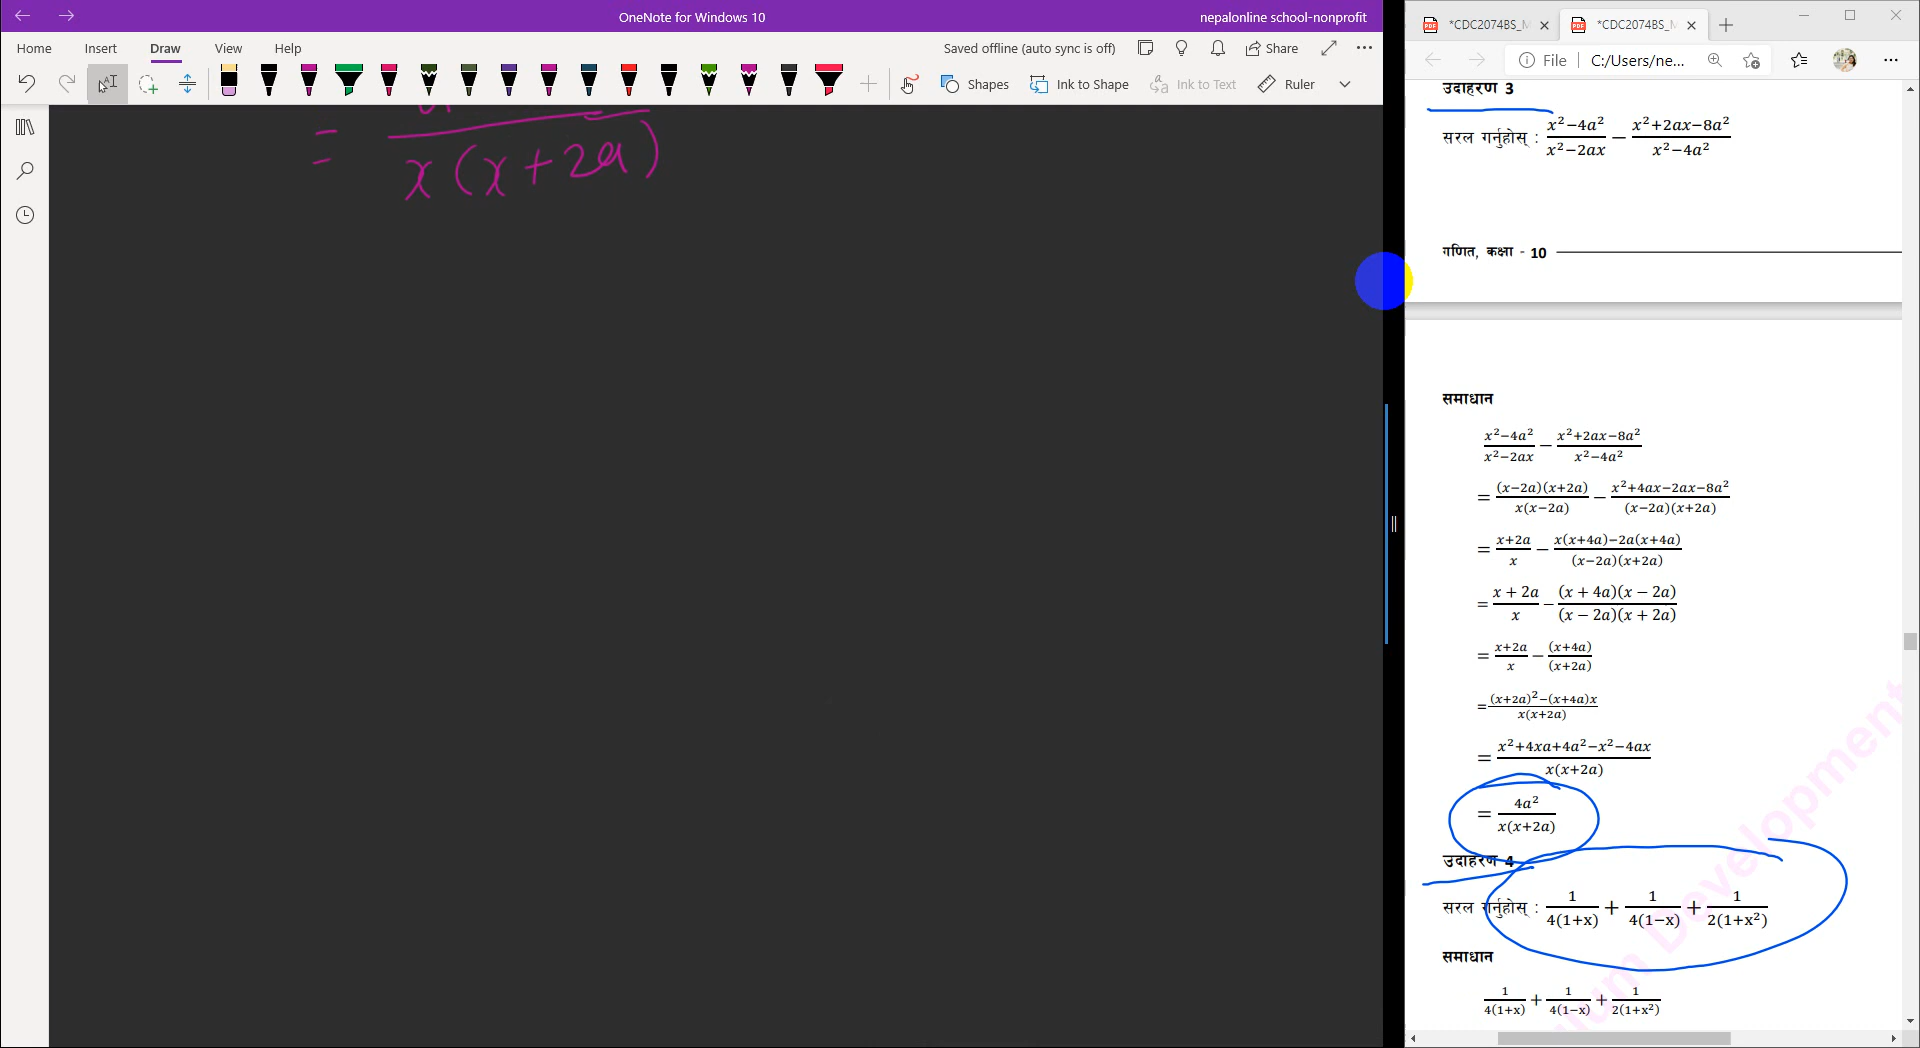 OneNote for Windows 10
nepalonline school-nonprofit
Home Insert Draw View Help
Saved offline (auto sync is off) Share
Shapes Ink to Shape Ink to Text Ruler
= x(x+2a)
*CDC2074BS_M *CDC2074BS_M
File C:/Users/ne...
उदाहरण 3
सरल गर्नुहोस् : (x²−4a²)/(x²−2ax) − (x²+2ax−8a²)/(x²−4a²)
गणित, कक्षा - 10
समाधान
(x²−4a²)/(x²−2ax) − (x²+2ax−8a²)/(x²−4a²)
= (x−2a)(x+2a)/x(x−2a) − (x²+4ax−2ax−8a²)/(x−2a)(x+2a)
= (x+2a)/x − (x(x+4a)−2a(x+4a))/(x−2a)(x+2a)
= (x + 2a)/x − (x + 4a)(x − 2a)/(x − 2a)(x + 2a)
= (x+2a)/x − (x+4a)/(x+2a)
= ((x+2a)²−(x+4a)x)/x(x+2a)
= (x²+4xa+4a²−x²−4ax)/x(x+2a)
= 4a²/x(x+2a)
उदाहरण 4
सरल गर्नुहोस् : 1/4(1+x) + 1/4(1−x) + 1/2(1+x²)
समाधान
1/4(1+x) + 1/4(1−x) + 1/2(1+x²)
Development